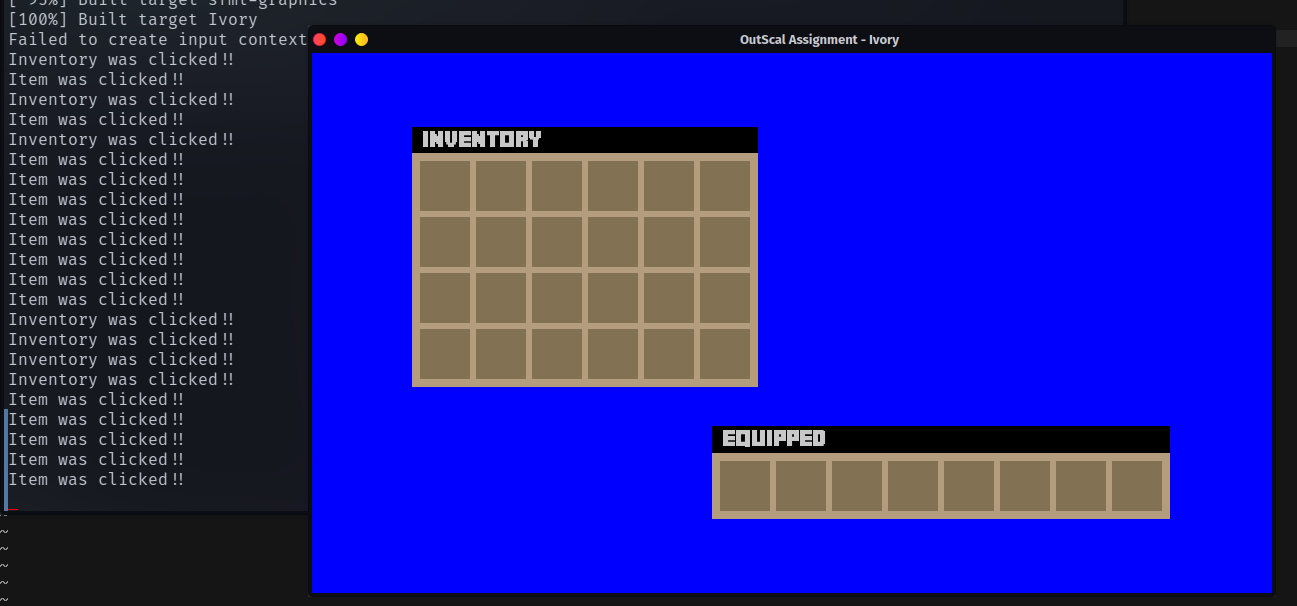 [ 95%] Built target sfml-graphics
[100%] Built target Ivory
Failed to create input context
Inventory was clicked!!
Item was clicked!!
Inventory was clicked!!
Item was clicked!!
Inventory was clicked!!
Item was clicked!!
Item was clicked!!
Item was clicked!!
Item was clicked!!
Item was clicked!!
Item was clicked!!
Item was clicked!!
Item was clicked!!
Inventory was clicked!!
Inventory was clicked!!
Inventory was clicked!!
Inventory was clicked!!
Item was clicked!!
Item was clicked!!
Item was clicked!!
Item was clicked!!
Item was clicked!!
~
~
~
~
~
OutScal Assignment - Ivory
INVENTORY
EQUIPPED